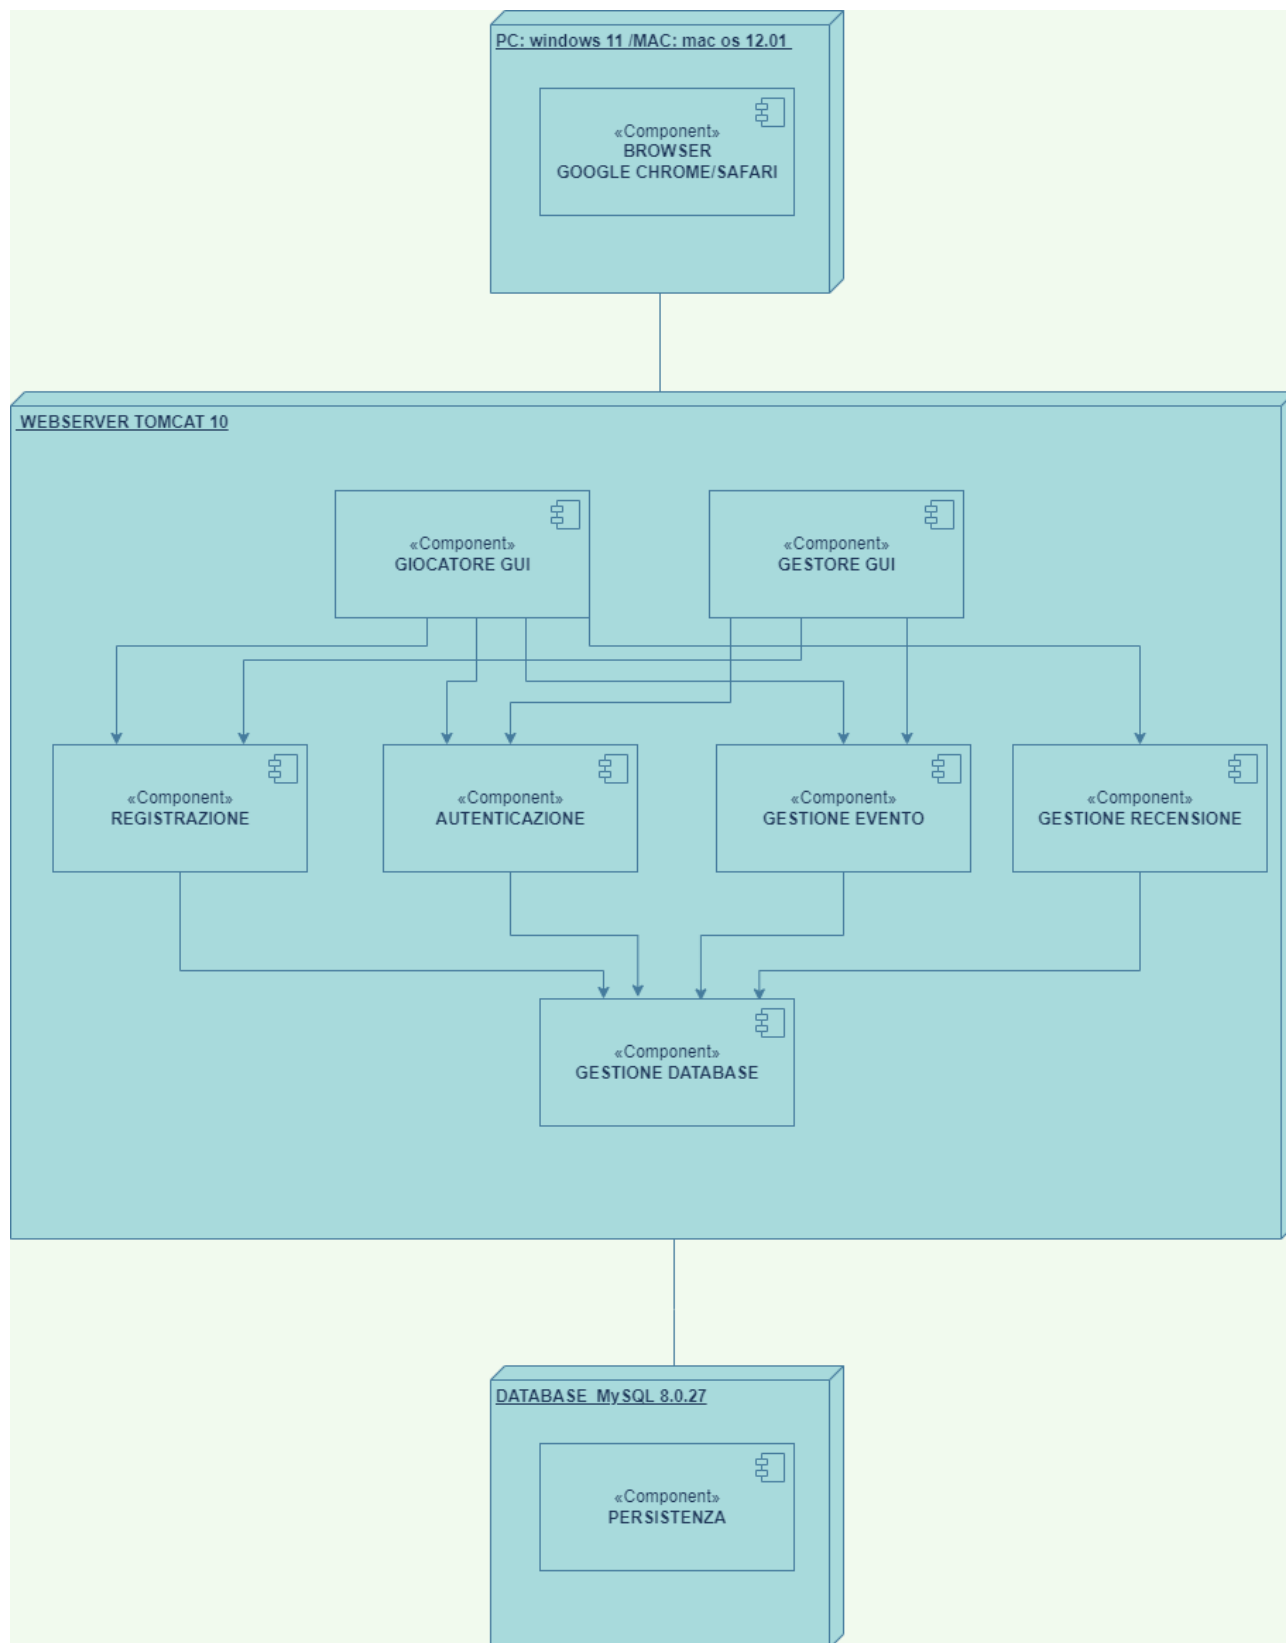 PC: windows 11 /MAC: mac os 12.01
«Component»
BROWSER
GOOGLE CHROME/SAFARI
WEBSERVER TOMCAT 10
«Component»
GIOCATORE GUI
«Component»
GESTORE GUI
«Component»
REGISTRAZIONE
«Component»
AUTENTICAZIONE
«Component»
GESTIONE EVENTO
«Component»
GESTIONE RECENSIONE
«Component»
GESTIONE DATABASE
DATABASE MySQL 8.0.27
«Component»
PERSISTENZA